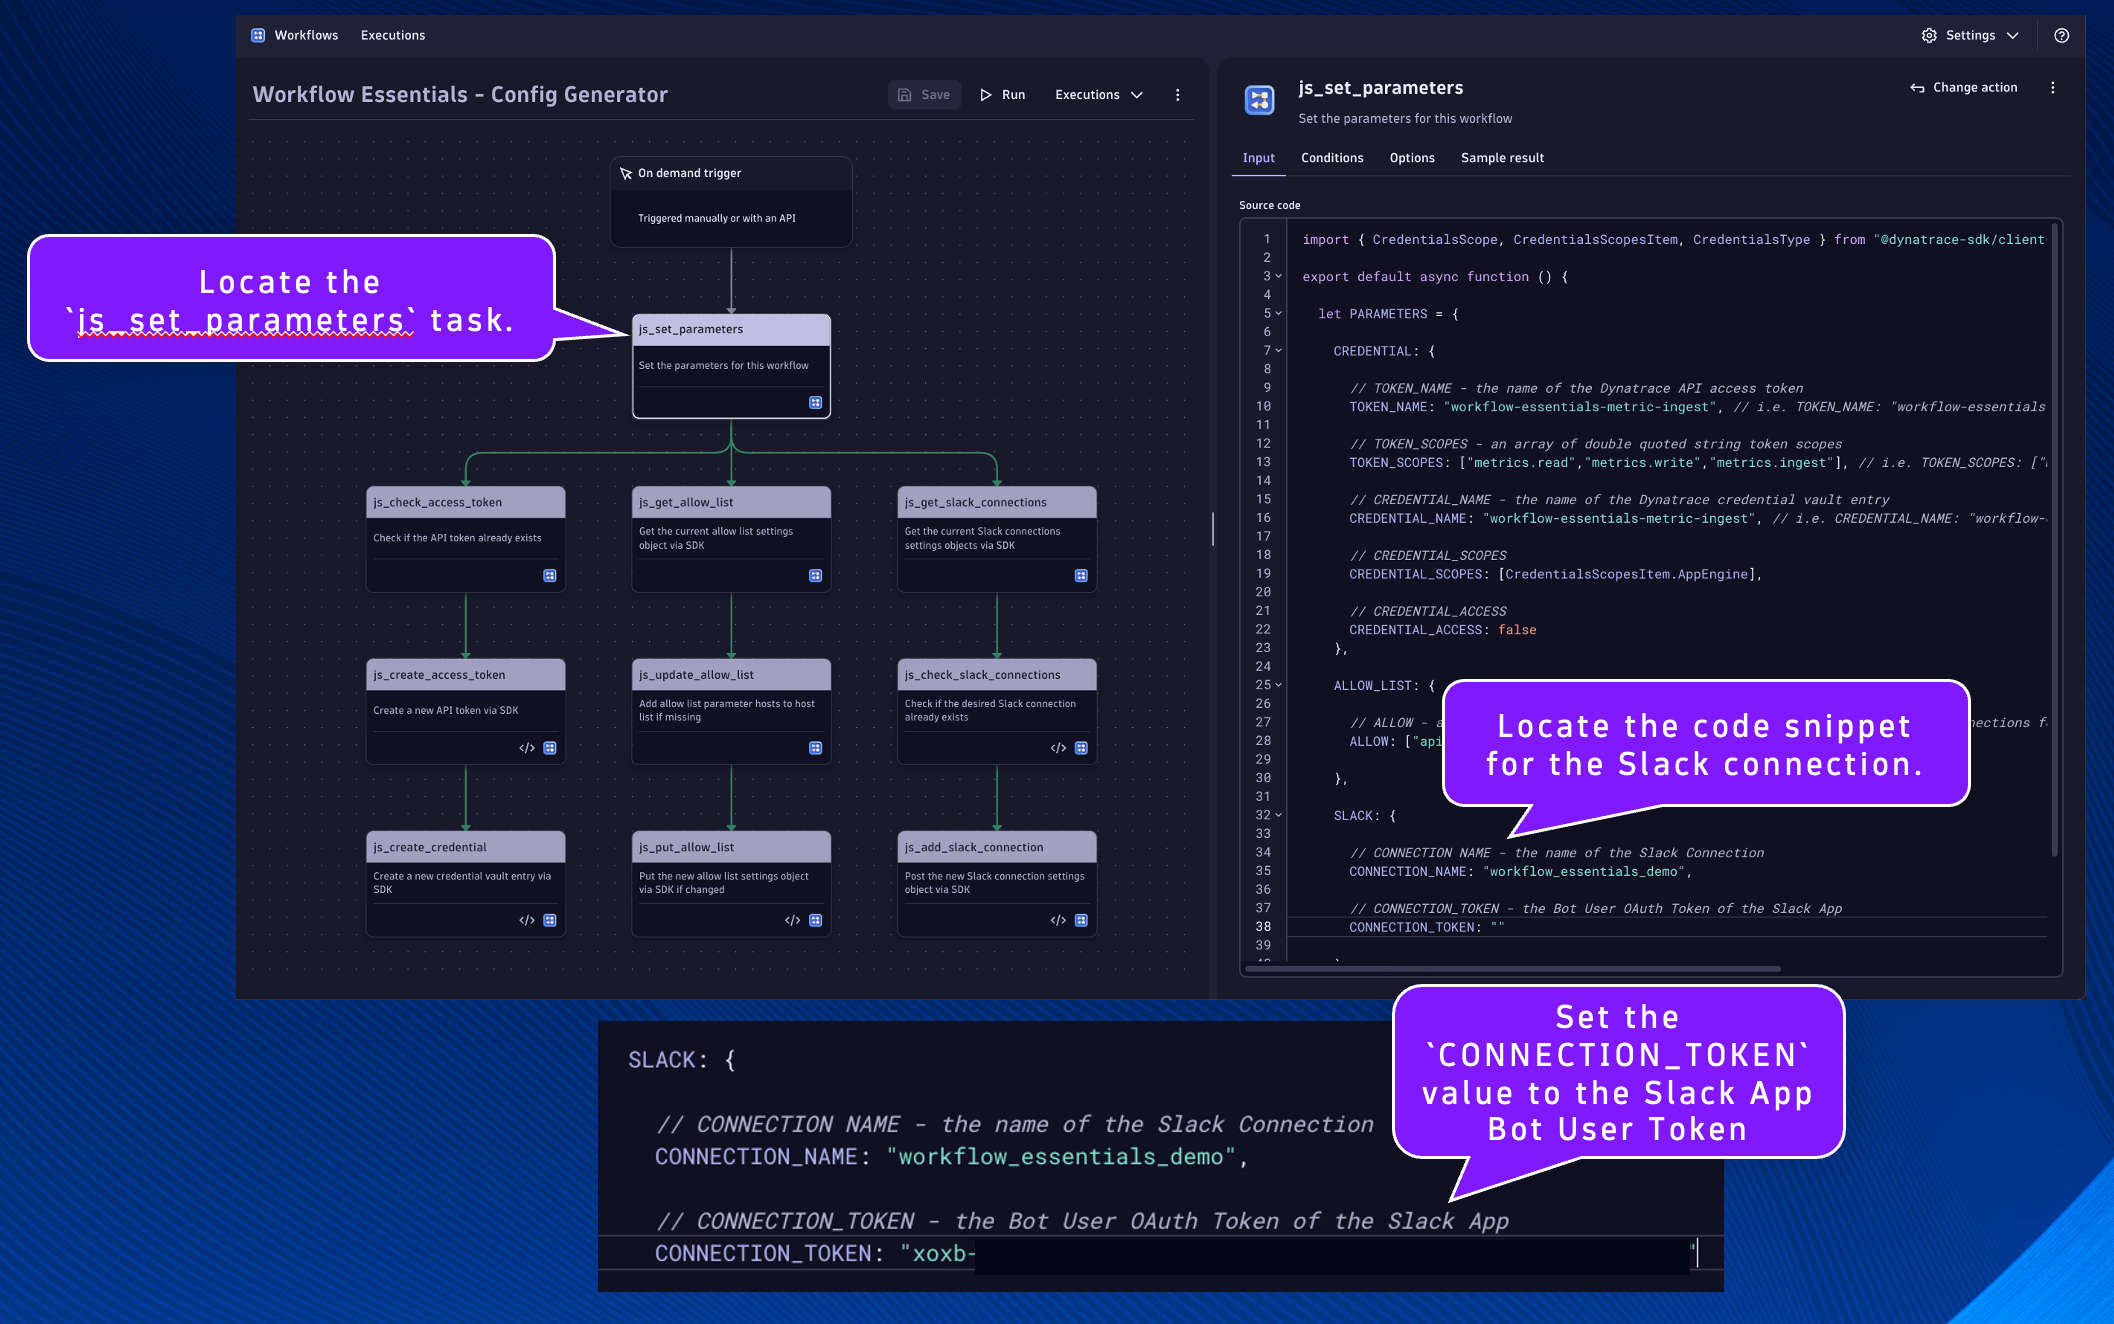 Workflows Executions
Settings
Workflow Essentials - Config Generator
Save Run Executions
On demand trigger
Triggered manually or with an API
Locate the
`js_set_parameters` task.
js_set_parameters
Set the parameters for this workflow
js_check_access_token
Check if the API token already exists
js_get_allow_list
Get the current allow list settings
object via SDK
js_get_slack_connections
Get the current Slack connections
settings objects via SDK
js_create_access_token
Create a new API token via SDK
</>
js_update_allow_list
Add allow list parameter hosts to host
list if missing
js_check_slack_connections
Check if the desired Slack connection
already exists
</>
js_create_credential
Create a new credential vault entry via
SDK
</>
js_put_allow_list
Put the new allow list settings object
via SDK if changed
</>
js_add_slack_connection
Post the new Slack connection settings
object via SDK
</>
js_set_parameters
Set the parameters for this workflow
Change action
Input Conditions Options Sample result
Source code
1 import { CredentialsScope, CredentialsScopesItem, CredentialsType } from "@dynatrace-sdk/client-
2
3 export default async function () {
4
5 let PARAMETERS = {
6
7 CREDENTIAL: {
8
9 // TOKEN_NAME - the name of the Dynatrace API access token
10 TOKEN_NAME: "workflow-essentials-metric-ingest", // i.e. TOKEN_NAME: "workflow-essentials
11
12 // TOKEN_SCOPES - an array of double quoted string token scopes
13 TOKEN_SCOPES: ["metrics.read","metrics.write","metrics.ingest"], // i.e. TOKEN_SCOPES: ["
14
15 // CREDENTIAL_NAME - the name of the Dynatrace credential vault entry
16 CREDENTIAL_NAME: "workflow-essentials-metric-ingest", // i.e. CREDENTIAL_NAME: "workflow-
17
18 // CREDENTIAL_SCOPES
19 CREDENTIAL_SCOPES: [CredentialsScopesItem.AppEngine],
20
21 // CREDENTIAL_ACCESS
22 CREDENTIAL_ACCESS: false
23 },
24
25 ALLOW_LIST: {
26
27 // ALLOW - a nections f
28 ALLOW: ["api
29
30 },
31
32 SLACK: {
33
34 // CONNECTION NAME - the name of the Slack Connection
35 CONNECTION_NAME: "workflow_essentials_demo",
36
37 // CONNECTION_TOKEN - the Bot User OAuth Token of the Slack App
38 CONNECTION_TOKEN: ""
39
Locate the code snippet
for the Slack connection.
Set the
`CONNECTION_TOKEN`
value to the Slack App
Bot User Token
SLACK: {
// CONNECTION NAME - the name of the Slack Connection
CONNECTION_NAME: "workflow_essentials_demo",
// CONNECTION_TOKEN - the Bot User OAuth Token of the Slack App
CONNECTION_TOKEN: "xoxb- "